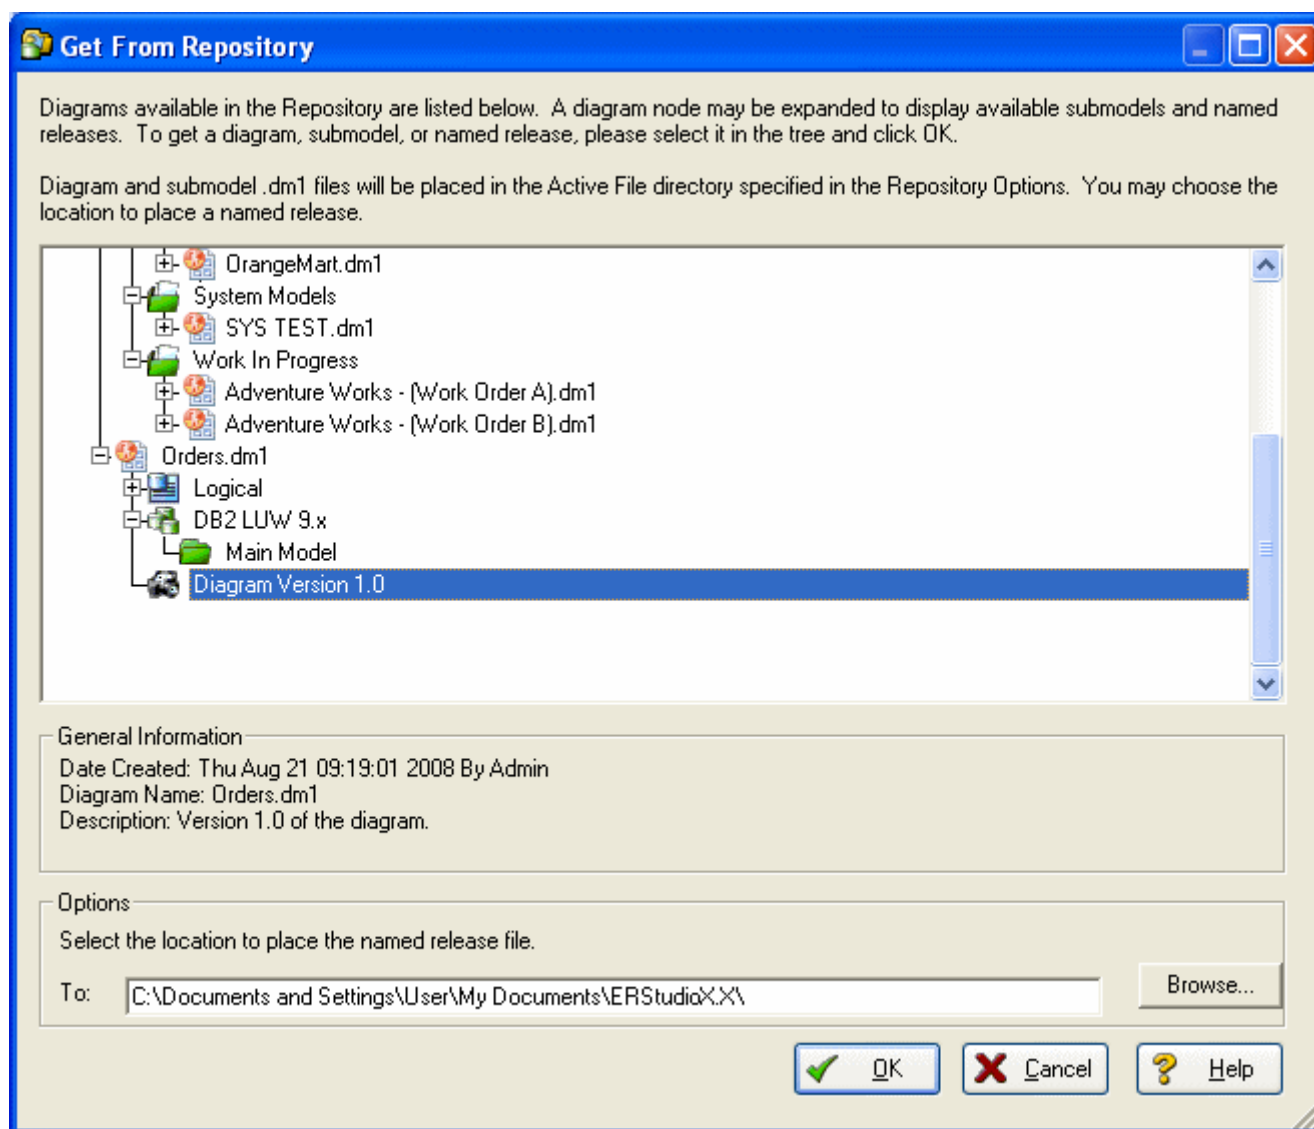 Get From Repository
Diagrams available in the Repository are listed below.  A diagram node may be expanded to display available submodels and named
releases.  To get a diagram, submodel, or named release, please select it in the tree and click OK.
Diagram and submodel .dm1 files will be placed in the Active File directory specified in the Repository Options.  You may choose the
location to place a named release.
OrangeMart.dm1
System Models
SYS TEST.dm1
Work In Progress
Adventure Works - (Work Order A).dm1
Adventure Works - (Work Order B).dm1
Orders.dm1
Logical
DB2 LUW 9.x
Main Model
Diagram Version 1.0
General Information
Date Created: Thu Aug 21 09:19:01 2008 By Admin
Diagram Name: Orders.dm1
Description: Version 1.0 of the diagram.
Options
Select the location to place the named release file.
To: C:\Documents and Settings\User\My Documents\ERStudioX.X\ Browse...
OK Cancel Help